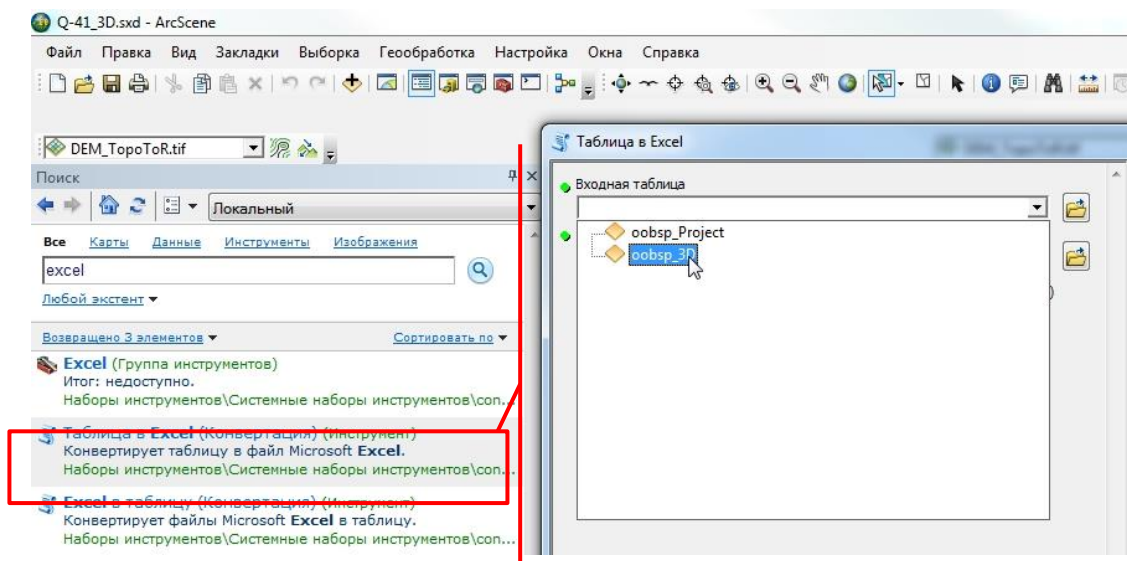 Q-41_3D.sxd - ArcScene
Файл Правка Вид Закладки Выборка Геообработка Настройка Окна Справка
DEM_TopoToR.tif
Поиск
Локальный
Все Карты Данные Инструменты Изображения
excel
Любой экстент
Возвращено 3 элементов Сортировать по
Excel (Группа инструментов)
Итог: недоступно.
Наборы инструментов\Системные наборы инструментов\con...
Таблица в Excel (Конвертация) (Инструмент)
Конвертирует таблицу в файл Microsoft Excel.
Наборы инструментов\Системные наборы инструментов\con...
Excel в таблицу (Конвертация) (Инструмент)
Конвертирует файлы Microsoft Excel в таблицу.
Наборы инструментов\Системные наборы инструментов\con...
Таблица в Excel
Входная таблица
oobsp_Project
oobsp_3D